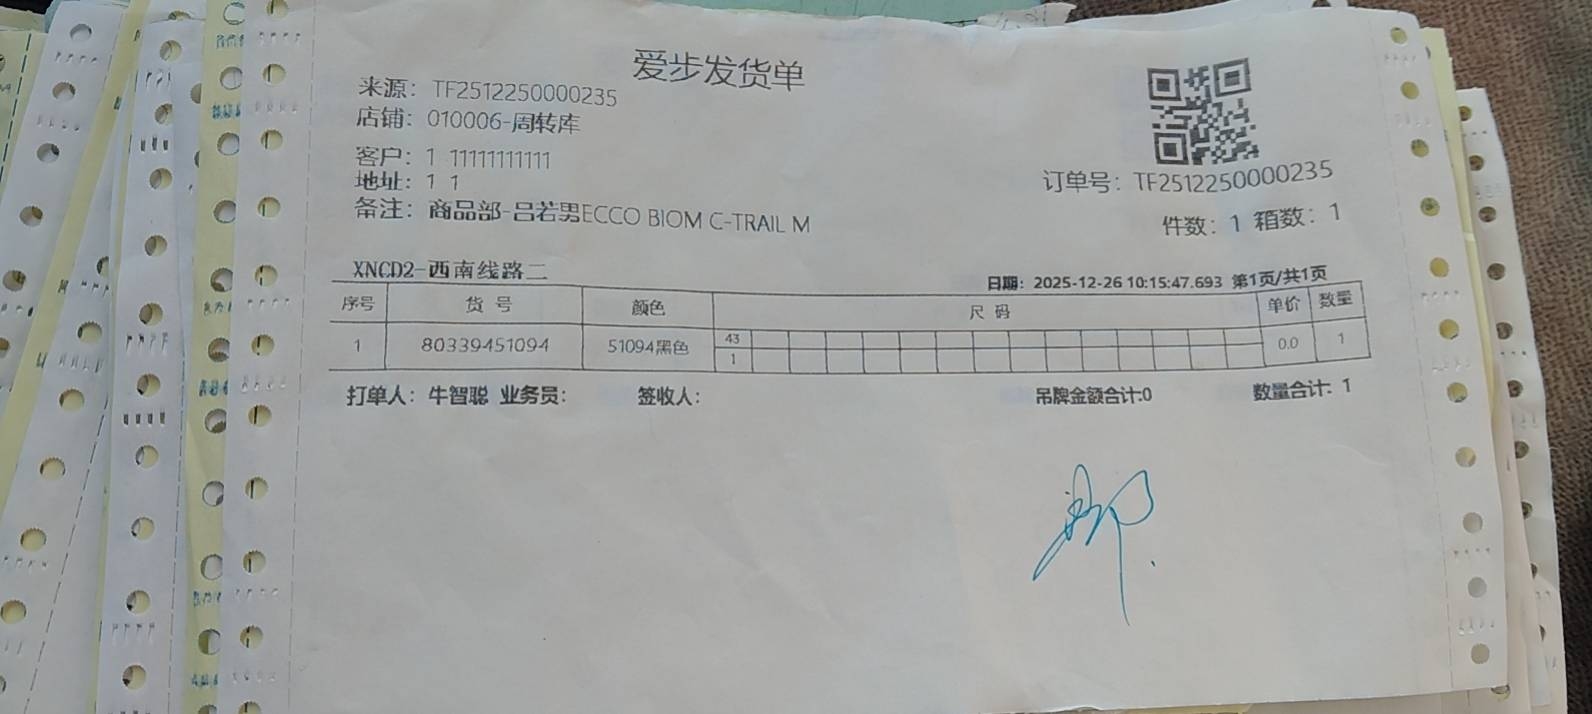 爱步发货单
来源：TF2512250000235
店铺：010006-周转库
客户：1 11111111111
地址：1 1
备注：商品部-吕若男ECCO BIOM C-TRAIL M
订单号：TF2512250000235
件数：1 箱数：1
XNCD2-西南线路二
日期：2025-12-26 10:15:47.693 第1页/共1页
序号 货 号 颜色 尺 码 单价 数量
1 80339451094 51094黑色 43 0.0 1
1
打单人：牛智聪 业务员： 签收人： 吊牌金额合计:0 数量合计: 1